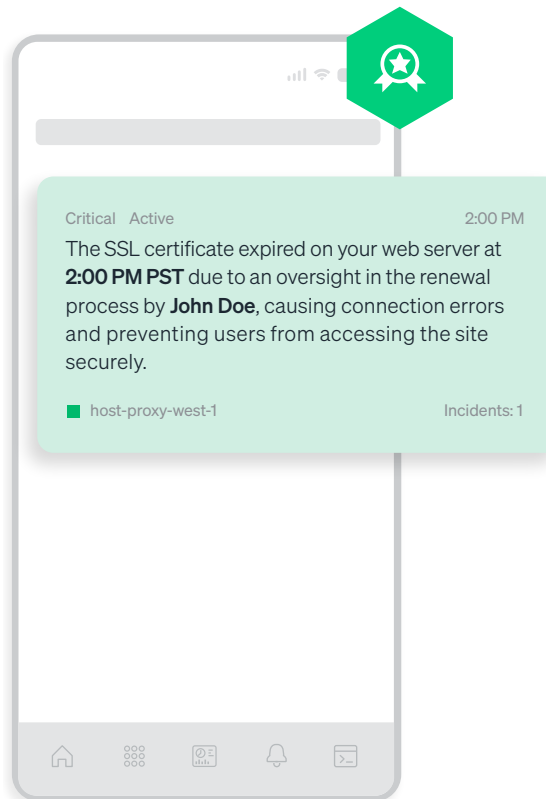 Critical Active 2:00 PM
The SSL certificate expired on your web server at
2:00 PM PST due to an oversight in the renewal
process by John Doe, causing connection errors
and preventing users from accessing the site
securely.
host-proxy-west-1 Incidents: 1